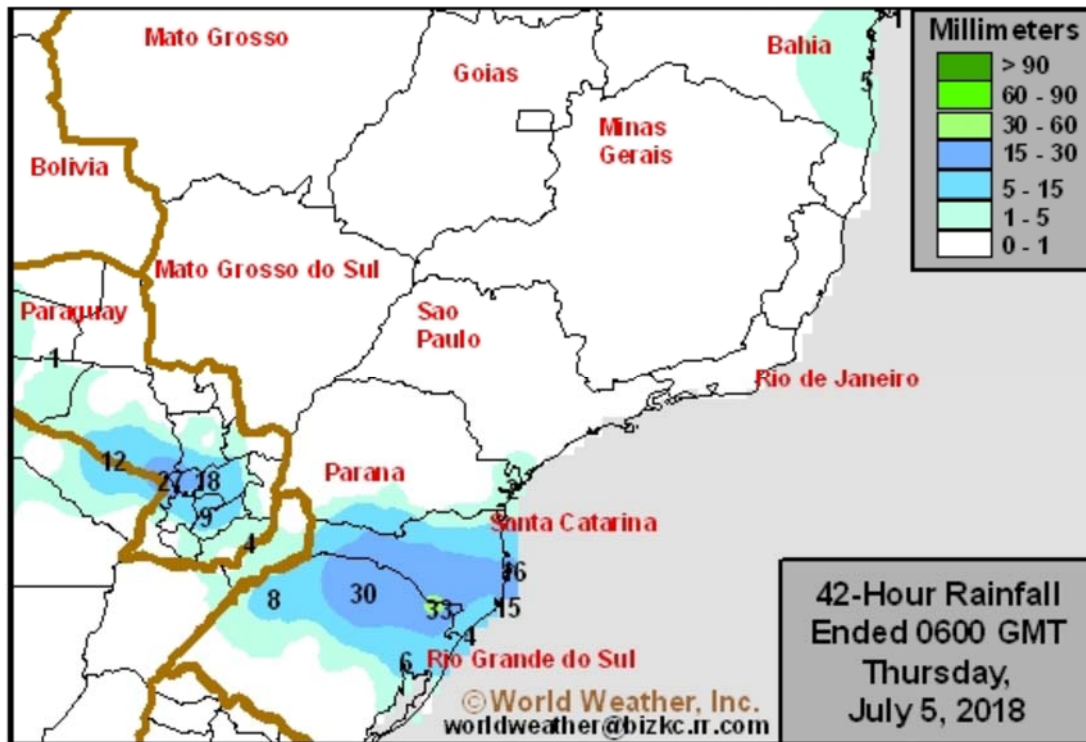 Mato Grosso
Goias
Bahia
1
5
Minas
Gerais
Bolivia
Mato Grosso do Sul
Paraguay
1
Sao
Paulo
Rio de Janeiro
12
27
18
9
4
Parana
2
Santa Catarina
16
15
8
30
33
4
6
Rio Grande do Sul
©World Weather, Inc.
worldweather@bizkc.rr.com
Millimeters
> 90
60 - 90
30 - 60
15 - 30
5 - 15
1 - 5
0 - 1
42-Hour Rainfall
Ended 0600 GMT
Thursday,
July 5, 2018